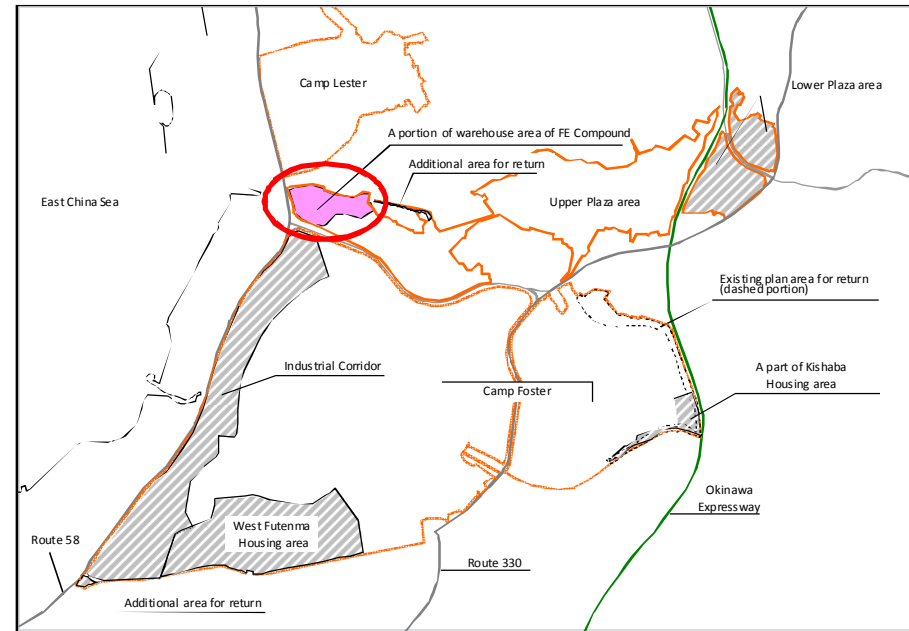 Lower Plaza area
Camp Lester
A portion of warehouse area of FE Compound
Additional area for return
East China Sea
Upper Plaza area
Existing plan area for return
(dashed portion)
Industrial Corridor
A part of Kishaba
Housing area
Camp Foster
Okinawa
Expressway
West Futenma
Housing area
Route 58
Route 330
Additional area for return